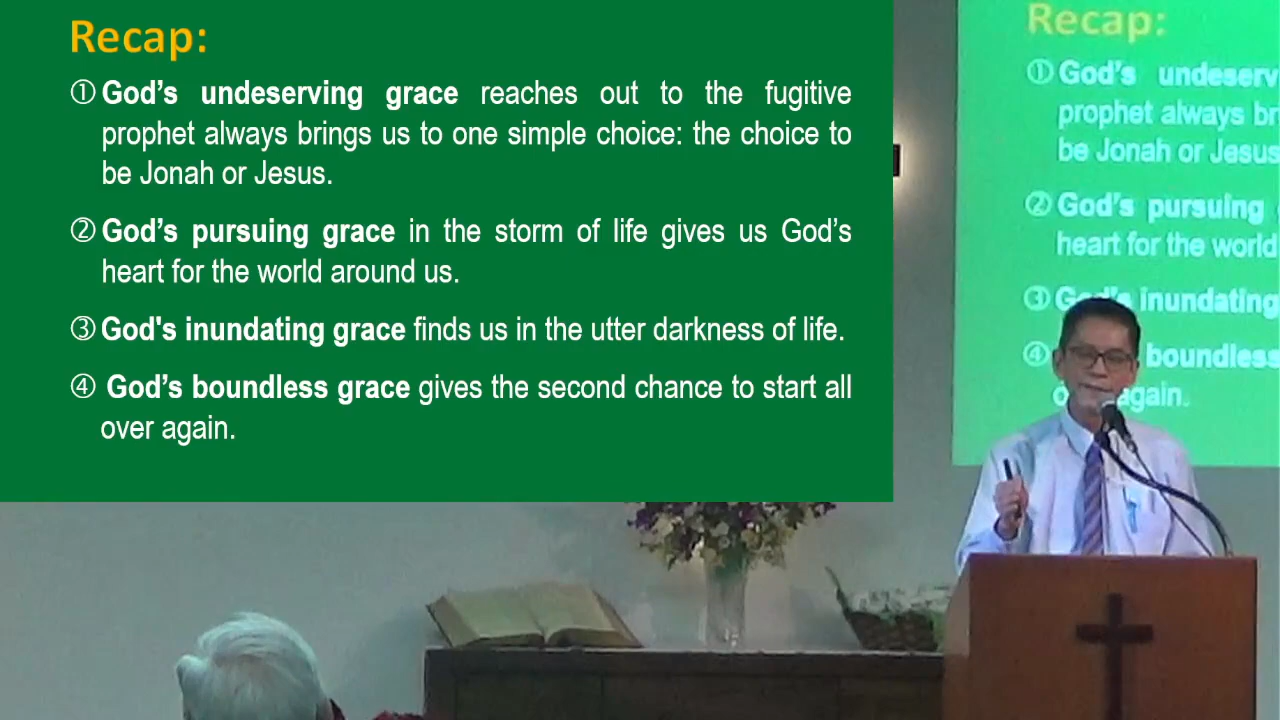 Recap:
① God’s undeserving grace reaches out to the fugitive
prophet always brings us to one simple choice: the choice to
be Jonah or Jesus.
② God’s pursuing grace in the storm of life gives us God’s
heart for the world around us.
③ God's inundating grace finds us in the utter darkness of life.
④ God’s boundless grace gives the second chance to start all
over again.
Recap:
① God’s undeserv
prophet always br
be Jonah or Jesus
② God’s pursuing
heart for the world
③ God's inundating
④ boundless
again.